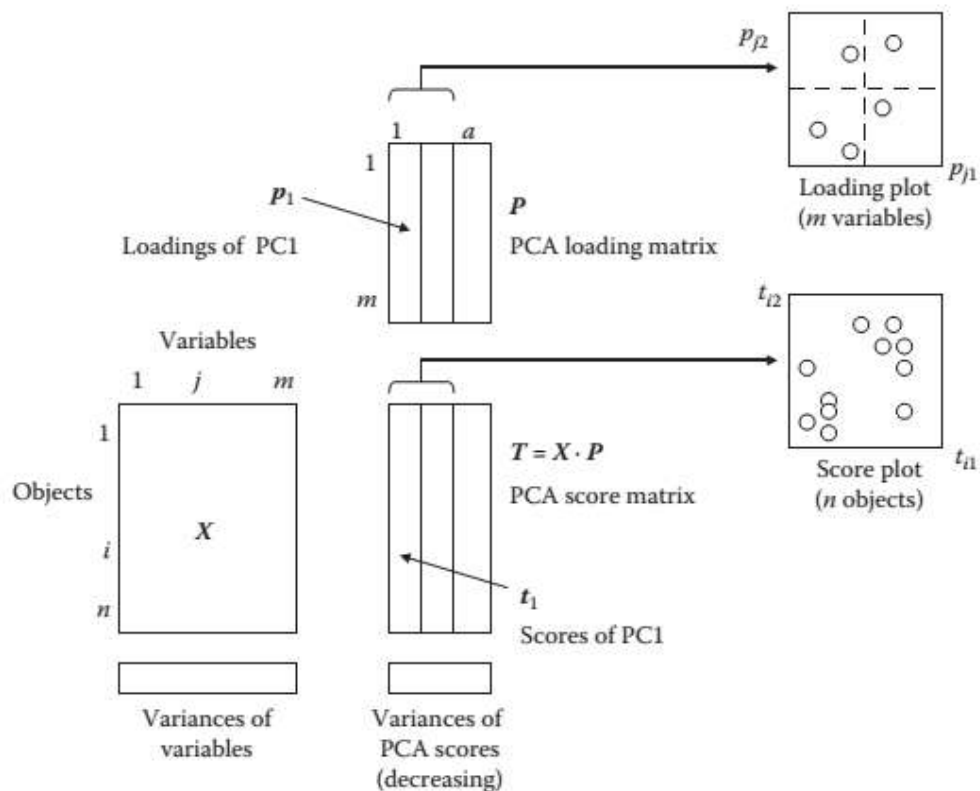 p_j2
1 a
1
p_1
P
p_j1
Loading plot
(m variables)
Loadings of PC1
PCA loading matrix
m
t_i2
Variables
1 j m
1
T = X · P
t_i1
Objects
PCA score matrix
Score plot
(n objects)
X
i
t_1
n
Scores of PC1
Variances of
variables
Variances of
PCA scores
(decreasing)